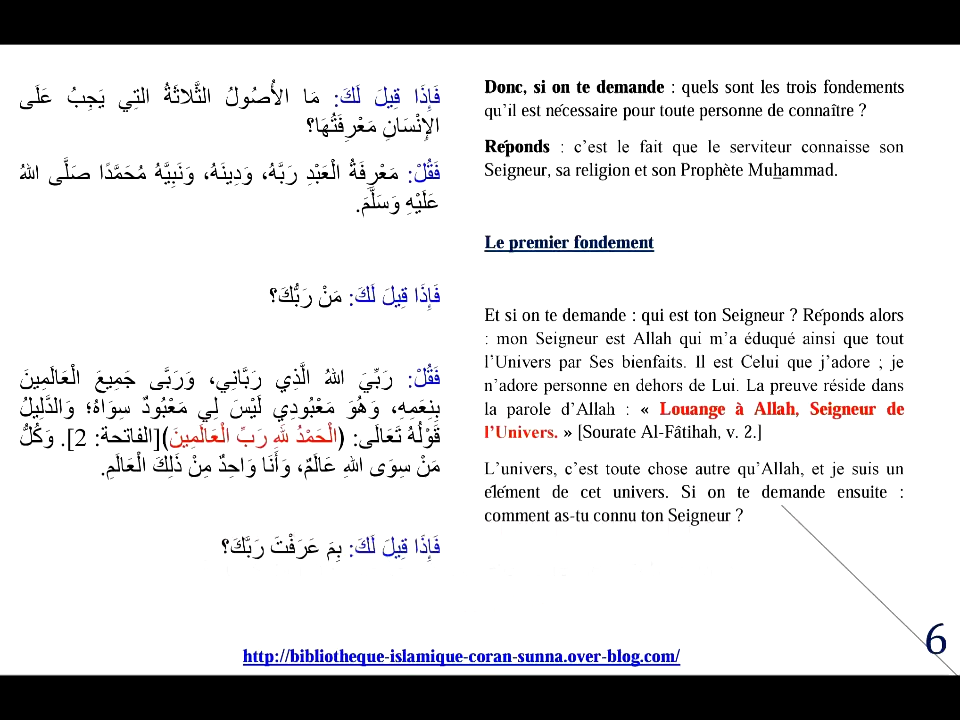 فَإِذَا قِيلَ لَكَ: مَا الأُصُولُ الثَّلاثَةُ التِي يَجِبُ عَلَى
الإِنْسَانِ مَعْرِفَتُهَا؟
فَقُلْ: مَعْرِفَةُ الْعَبْدِ رَبَّهُ، وَدِينَهُ، وَنَبِيَّهُ مُحَمَّدًا صَلَّى اللهُ
عَلَيْهِ وَسَلَّمَ.
فَإِذَا قِيلَ لَكَ: مَنْ رَبُّكَ؟
فَقُلْ: رَبِّيَ اللهُ الَّذِي رَبَّانِي، وَرَبَّى جَمِيعَ الْعَالَمِينَ
بِنِعَمِهِ، وَهُوَ مَعْبُودِي لَيْسَ لِي مَعْبُودٌ سِوَاهُ؛ وَالدَّلِيلُ
قَوْلُهُ تَعَالَى: (الْحَمْدُ لِلهِ رَبِّ الْعَالَمِينَ)[الفاتحة: 2]. وَكُلُّ
مَنْ سِوَى اللهِ عَالَمٌ، وَأَنَا وَاحِدٌ مِنْ ذَلِكَ الْعَالَمِ.
فَإِذَا قِيلَ لَكَ: بِمَ عَرَفْتَ رَبَّكَ؟
Donc, si on te demande : quels sont les trois fondements
qu'il est nécessaire pour toute personne de connaître ?
Réponds : c'est le fait que le serviteur connaisse son
Seigneur, sa religion et son Prophète Muhammad.
Le premier fondement
Et si on te demande : qui est ton Seigneur ? Réponds alors
: mon Seigneur est Allah qui m'a éduqué ainsi que tout
l'Univers par Ses bienfaits. Il est Celui que j'adore ; je
n'adore personne en dehors de Lui. La preuve réside dans
la parole d'Allah : « Louange à Allah, Seigneur de
l'Univers. » [Sourate Al-Fâtihah, v. 2.]
L'univers, c'est toute chose autre qu'Allah, et je suis un
élément de cet univers. Si on te demande ensuite :
comment as-tu connu ton Seigneur ?
6
http://bibliotheque-islamique-coran-sunna.over-blog.com/